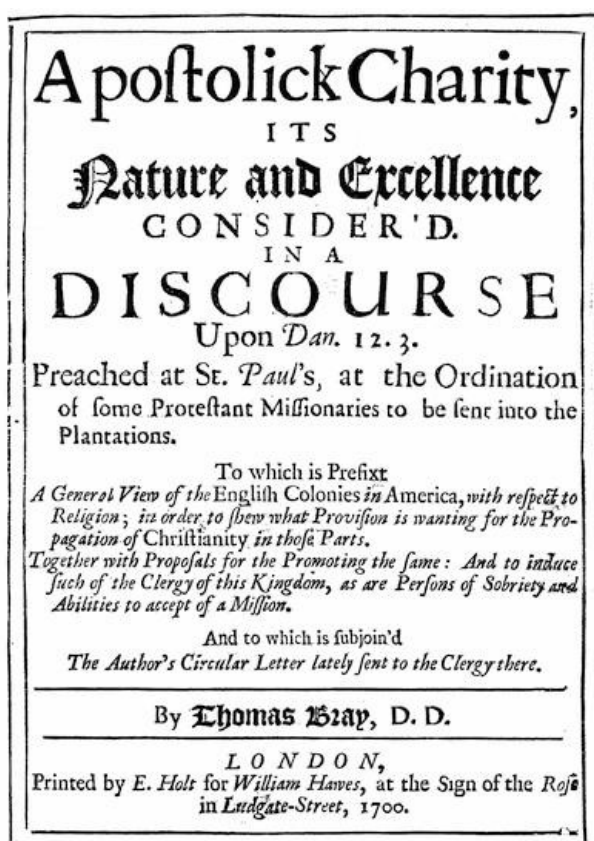 Apoſtolick Charity,
ITS
Nature and Excellence
CONSIDER'D.
IN A
DISCOURSE
Upon Dan. 12. 3.
Preached at St. Paul's, at the Ordination
of ſome Proteſtant Miſſionaries to be ſent into the
Plantations.
To which is Prefixt
A General View of the Engliſh Colonies in America, with reſpect to
Religion; in order to ſhew what Proviſion is wanting for the Pro-
pagation of Chriſtianity in thoſe Parts.
Together with Propoſals for the Promoting the ſame: And to induce
ſuch of the Clergy of this Kingdom, as are Perſons of Sobriety and
Abilities to accept of a Miſſion.
And to which is ſubjoin'd
The Author's Circular Letter lately ſent to the Clergy there.
By Thomas Bray, D. D.
LONDON,
Printed by E. Holt for William Hawes, at the Sign of the Roſe
in Ludgate-Street, 1700.